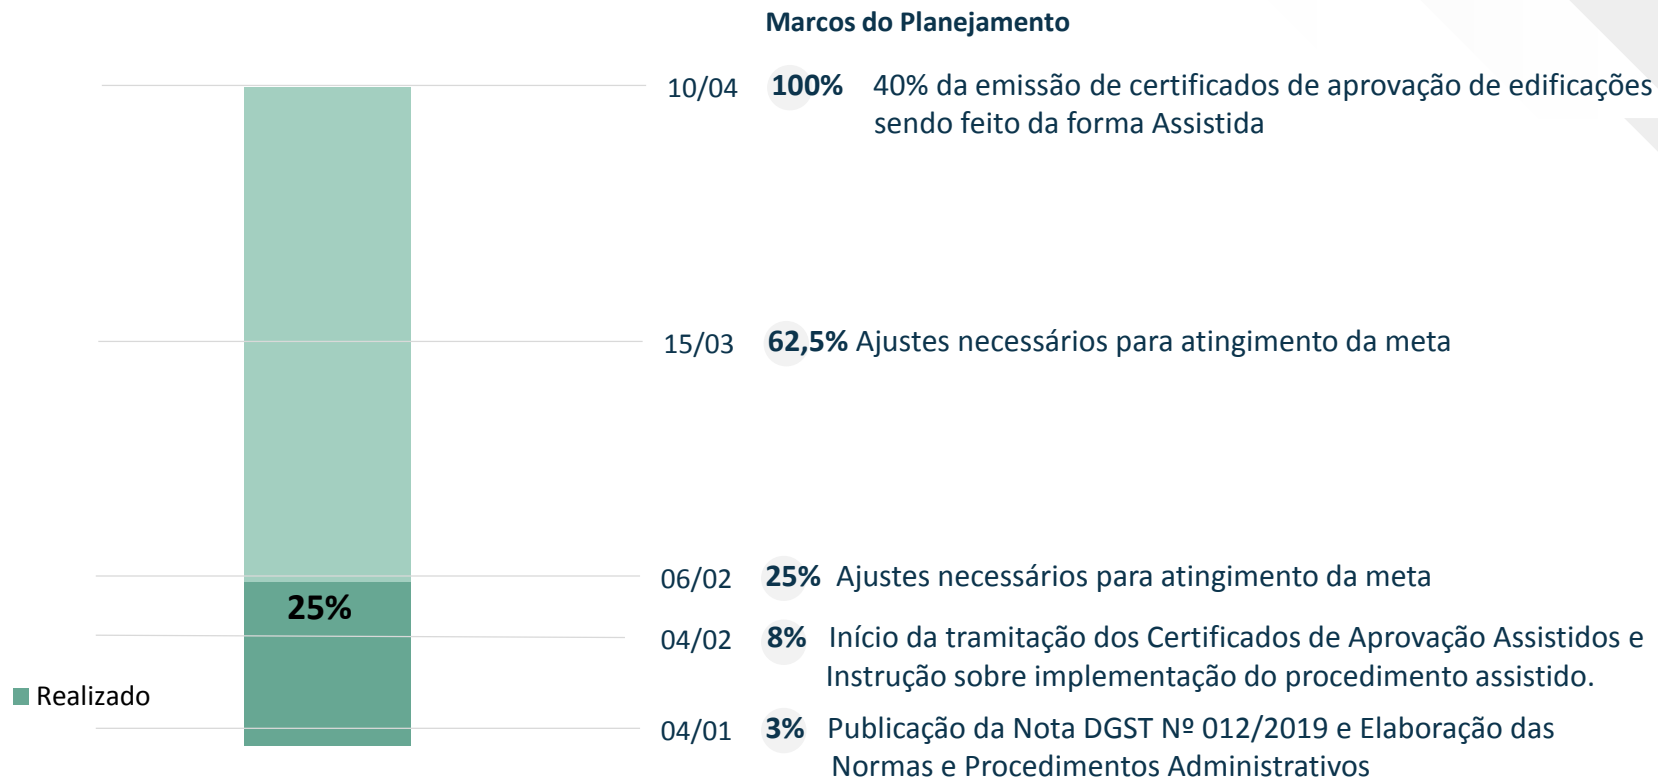 Marcos do Planejamento
10/04 100% 40% da emissão de certificados de aprovação de edificações
sendo feito da forma Assistida
15/03 62,5% Ajustes necessários para atingimento da meta
06/02 25% Ajustes necessários para atingimento da meta
25%
04/02 8% Início da tramitação dos Certificados de Aprovação Assistidos e
Instrução sobre implementação do procedimento assistido.
Realizado
04/01 3% Publicação da Nota DGST Nº 012/2019 e Elaboração das
Normas e Procedimentos Administrativos